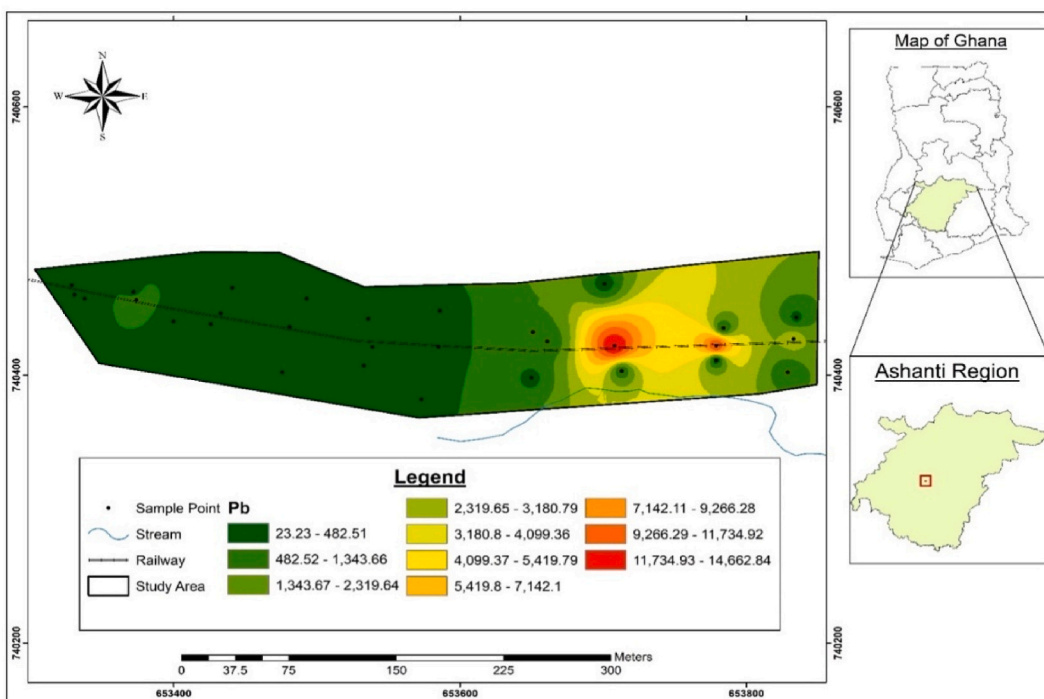 N
W E
S
740600
740600
740400
740400
740200
740200
653400
653600
653800
Legend
Sample Point
Stream
Railway
Study Area
Pb
23.23 - 482.51
482.52 - 1,343.66
1,343.67 - 2,319.64
2,319.65 - 3,180.79
3,180.8 - 4,099.36
4,099.37 - 5,419.79
5,419.8 - 7,142.1
7,142.11 - 9,266.28
9,266.29 - 11,734.92
11,734.93 - 14,662.84
Meters
0 37.5 75 150 225 300
Map of Ghana
Ashanti Region